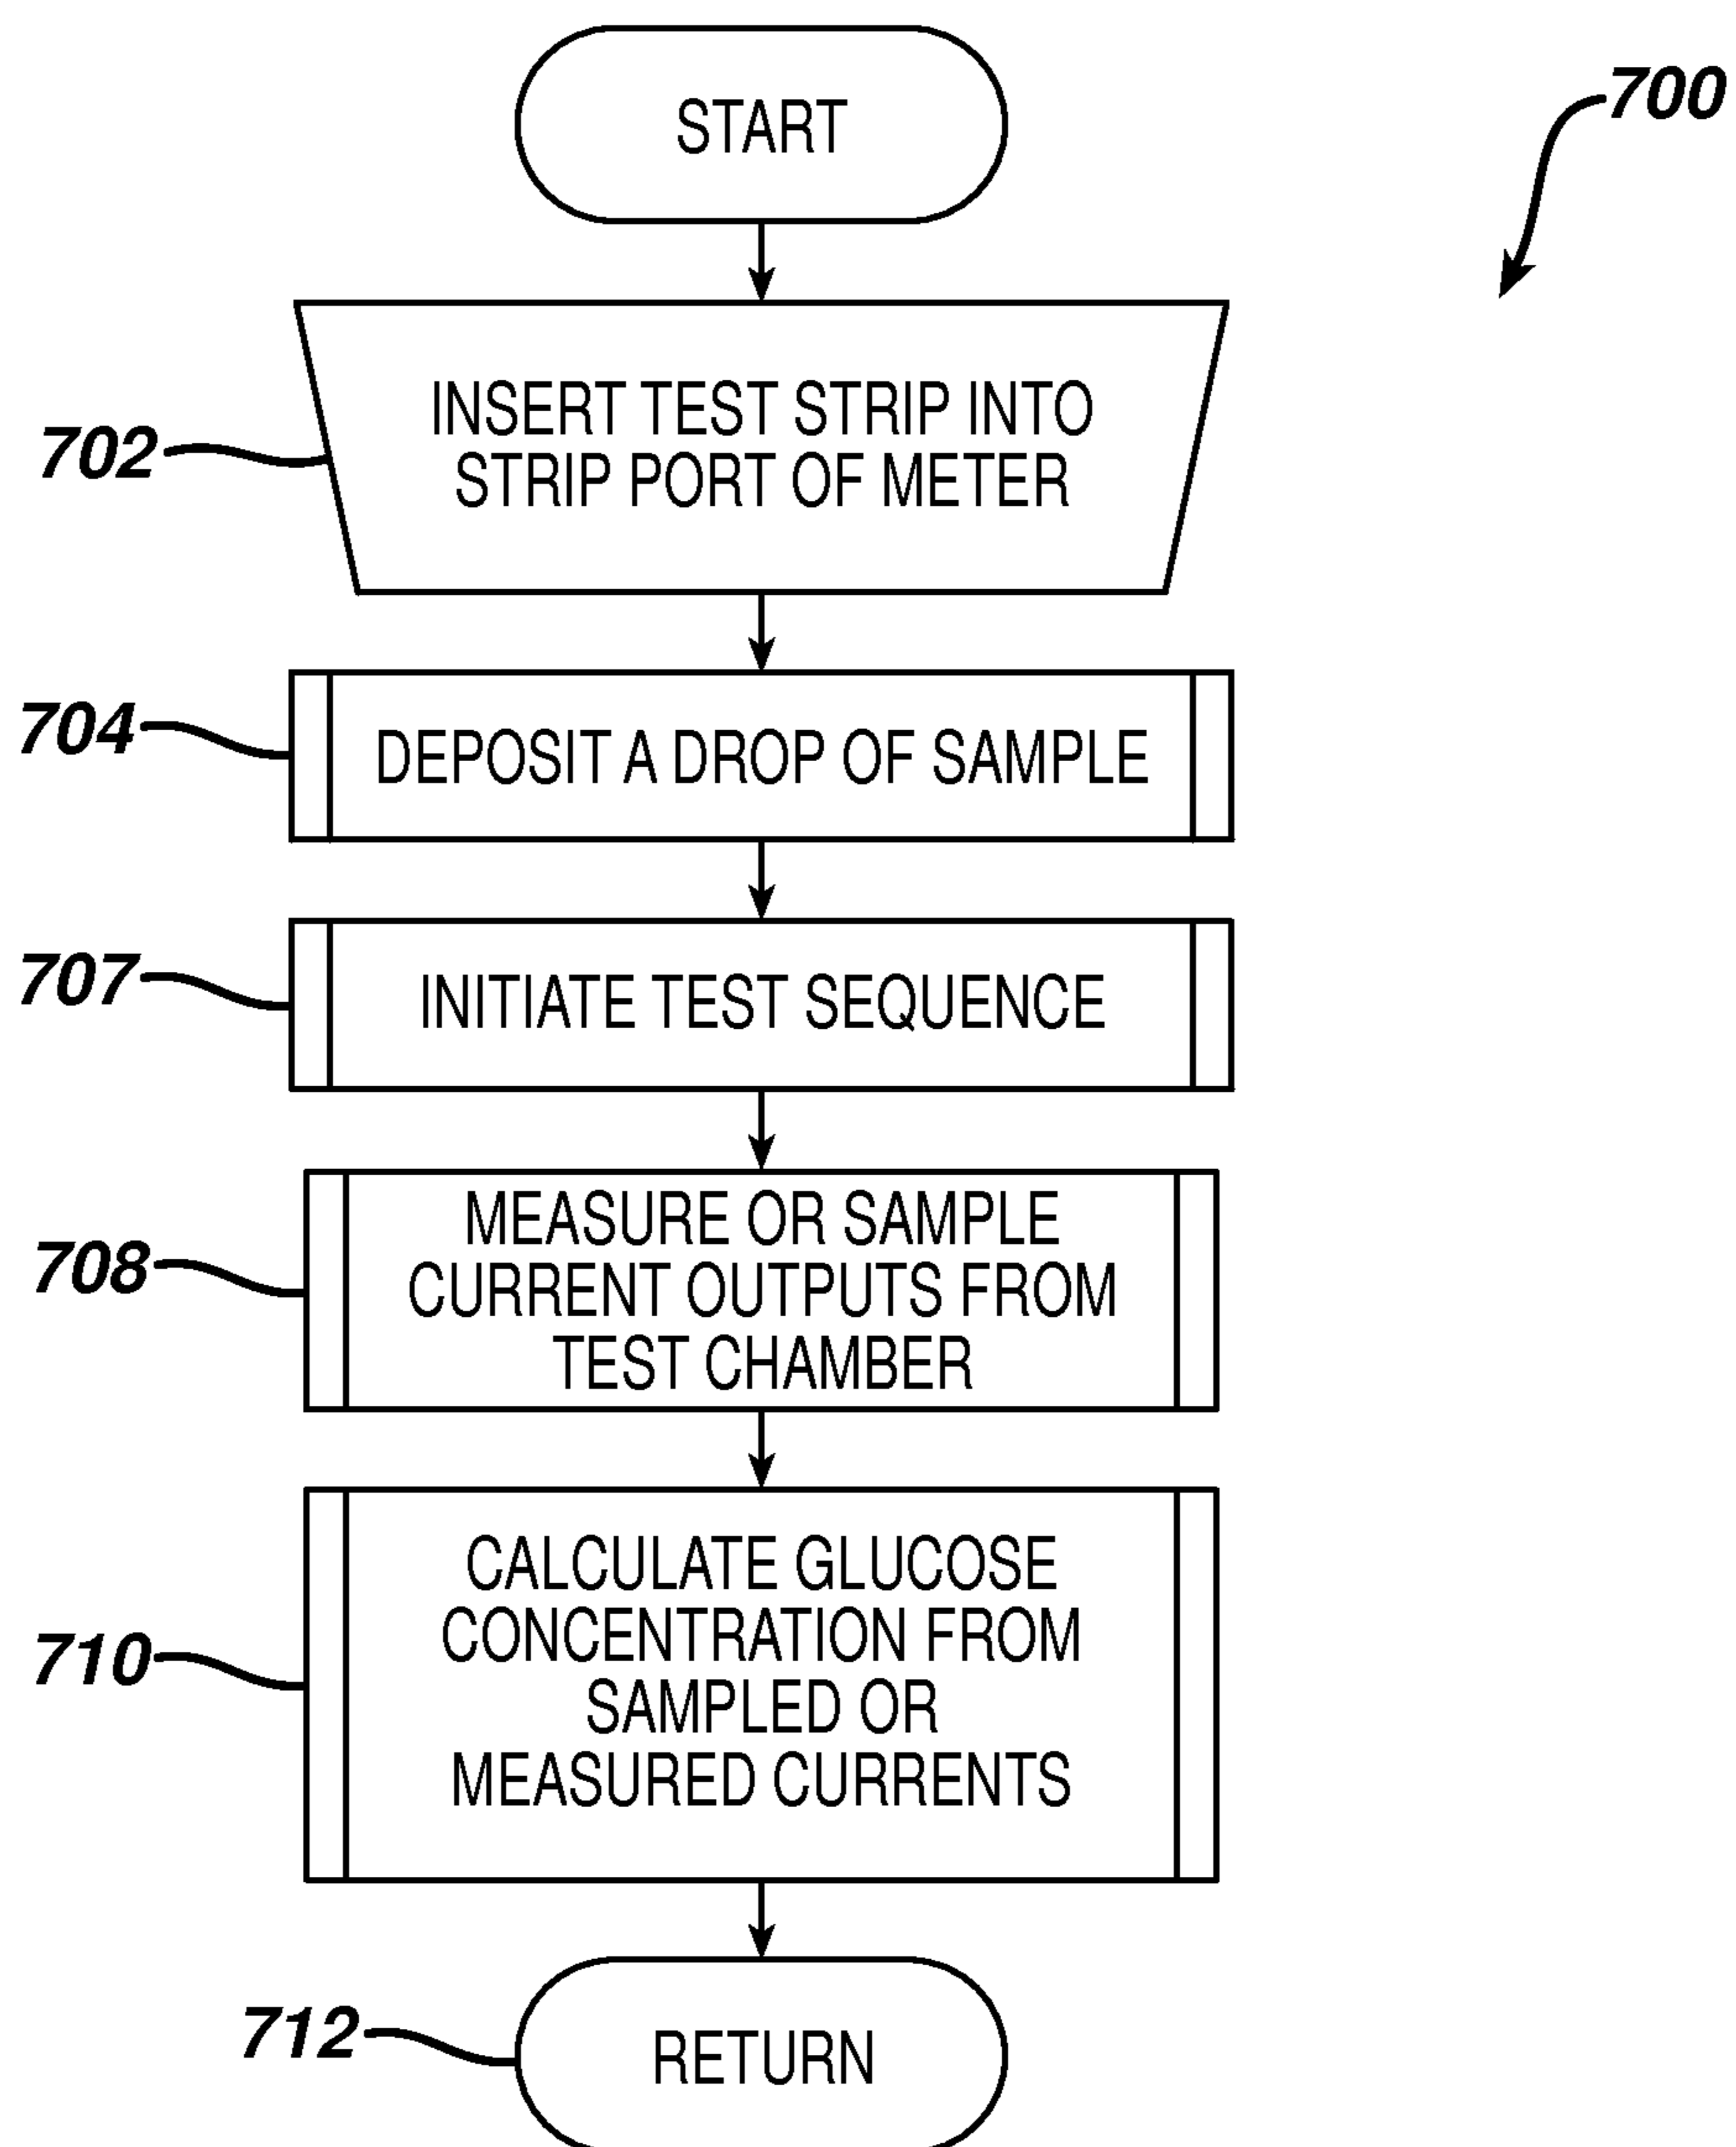 START
700
702
INSERT TEST STRIP INTO
STRIP PORT OF METER
704
DEPOSIT A DROP OF SAMPLE
707
INITIATE TEST SEQUENCE
708
MEASURE OR SAMPLE
CURRENT OUTPUTS FROM
TEST CHAMBER
710
CALCULATE GLUCOSE
CONCENTRATION FROM
SAMPLED OR
MEASURED CURRENTS
712
RETURN